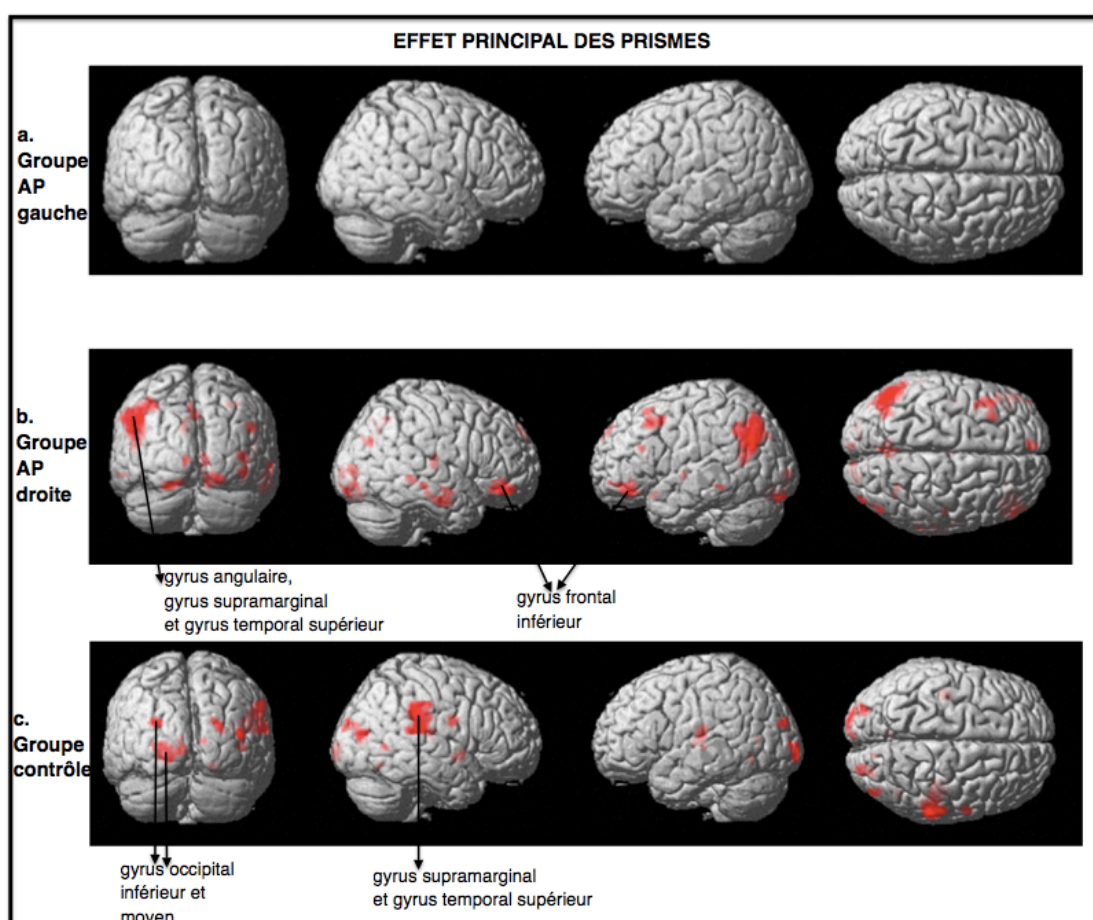 EFFET PRINCIPAL DES PRISMES
a.
Groupe
AP
gauche
b.
Groupe
AP
droite
gyrus angulaire,
gyrus supramarginal
et gyrus temporal supérieur
gyrus frontal
inférieur
c.
Groupe
contrôle
gyrus occipital
inférieur et
moyen
gyrus supramarginal
et gyrus temporal supérieur